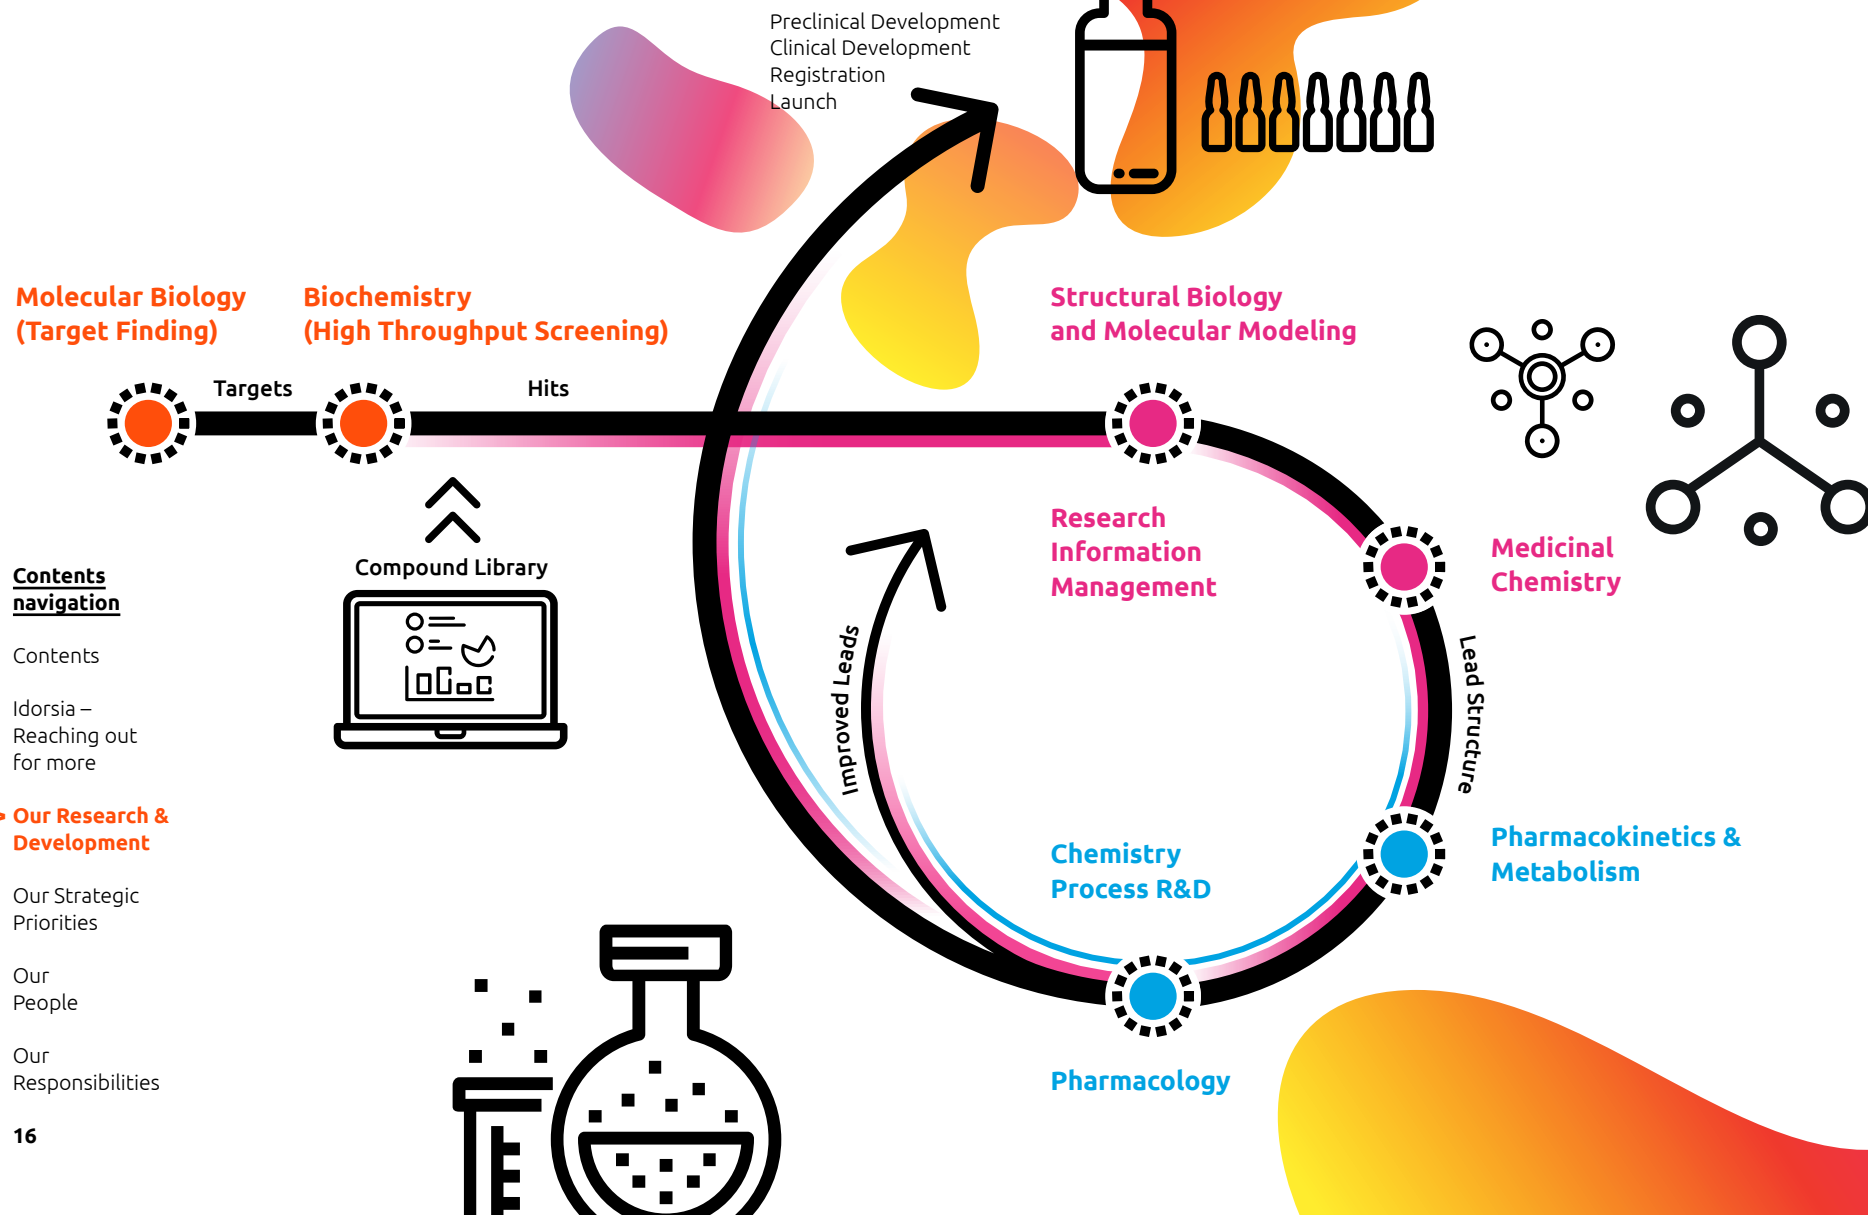 Preclinical Development
Clinical Development
Registration
Launch
Molecular Biology
(Target Finding)
Biochemistry
(High Throughput Screening)
Structural Biology
and Molecular Modeling
Targets
Hits
Compound Library
Research
Information
Management
Medicinal
Chemistry
Improved Leads
Lead Structure
Chemistry
Process R&D
Pharmacokinetics &
Metabolism
Pharmacology
Contents
navigation
Contents
Idorsia –
Reaching out
for more
Our Research &
Development
Our Strategic
Priorities
Our
People
Our
Responsibilities
16